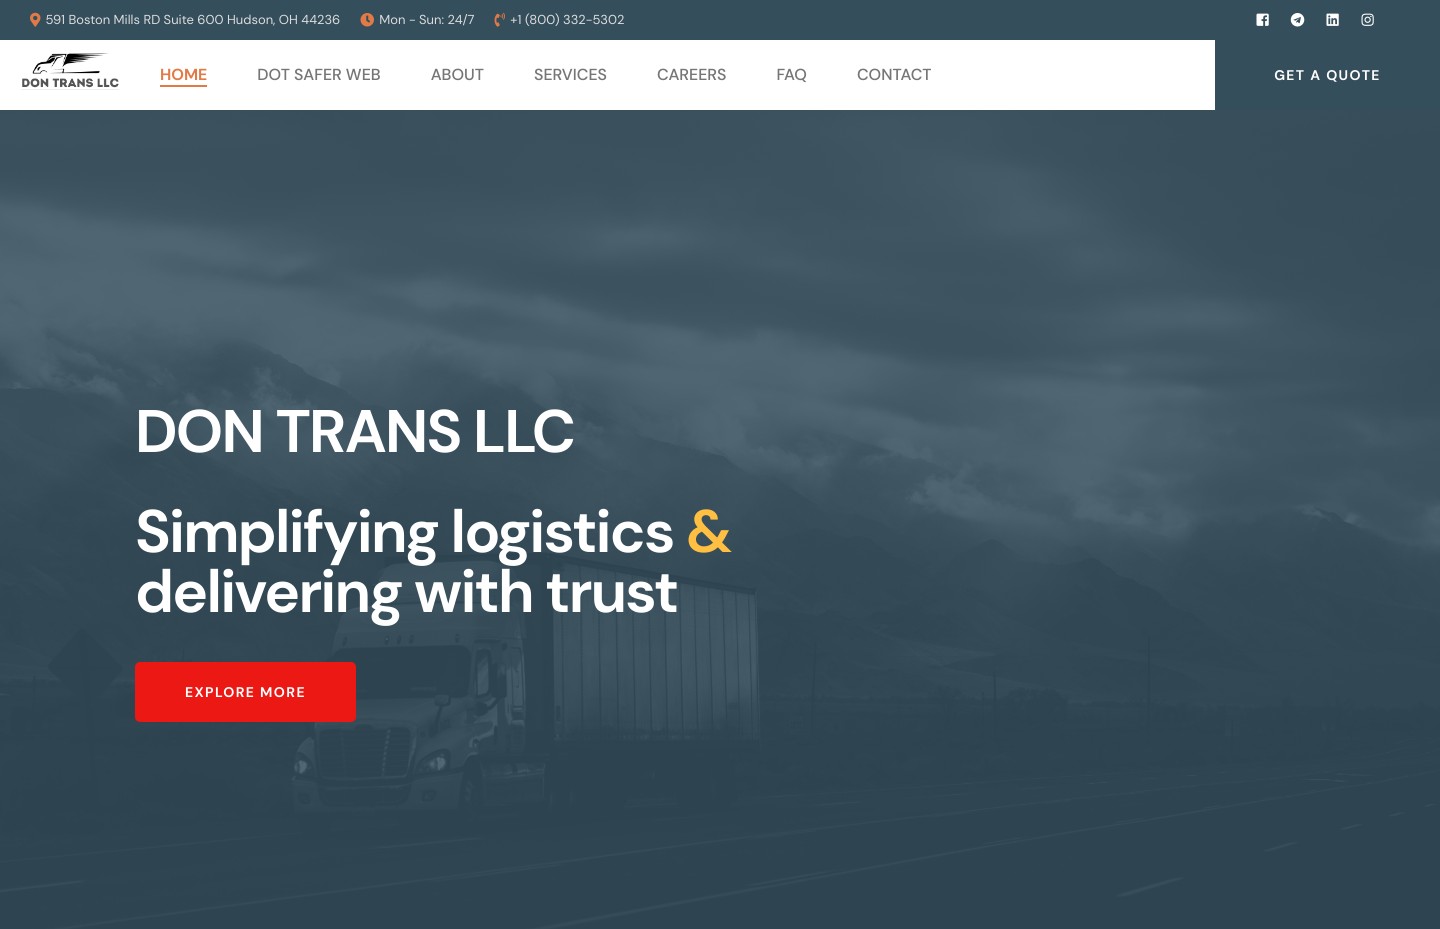 591 Boston Mills RD Suite 600 Hudson, OH 44236 Mon - Sun: 24/7 +1 (800) 332-5302
DON TRANS LLC
HOME DOT SAFER WEB ABOUT SERVICES CAREERS FAQ CONTACT GET A QUOTE
DON TRANS LLC
Simplifying logistics &
delivering with trust
EXPLORE MORE